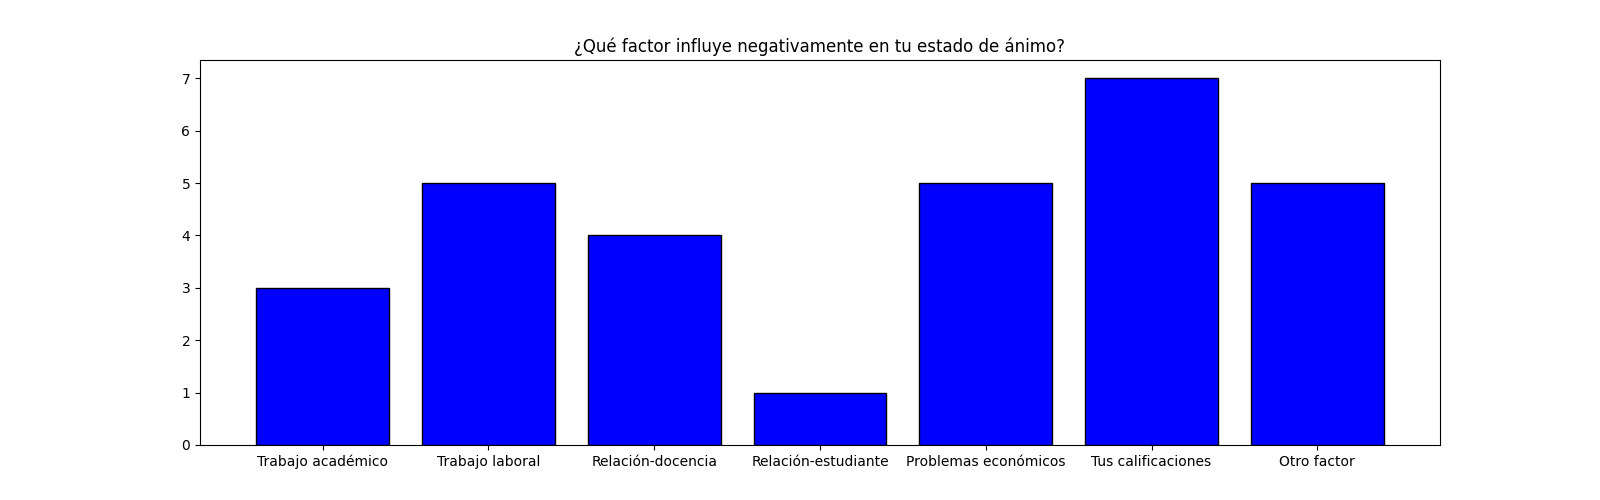 ¿Qué factor influye negativamente en tu estado de ánimo?
7
6
5
4
3
2
1
0
Trabajo académico
Trabajo laboral
Relación-docencia
Relación-estudiante
Problemas económicos
Tus calificaciones
Otro factor